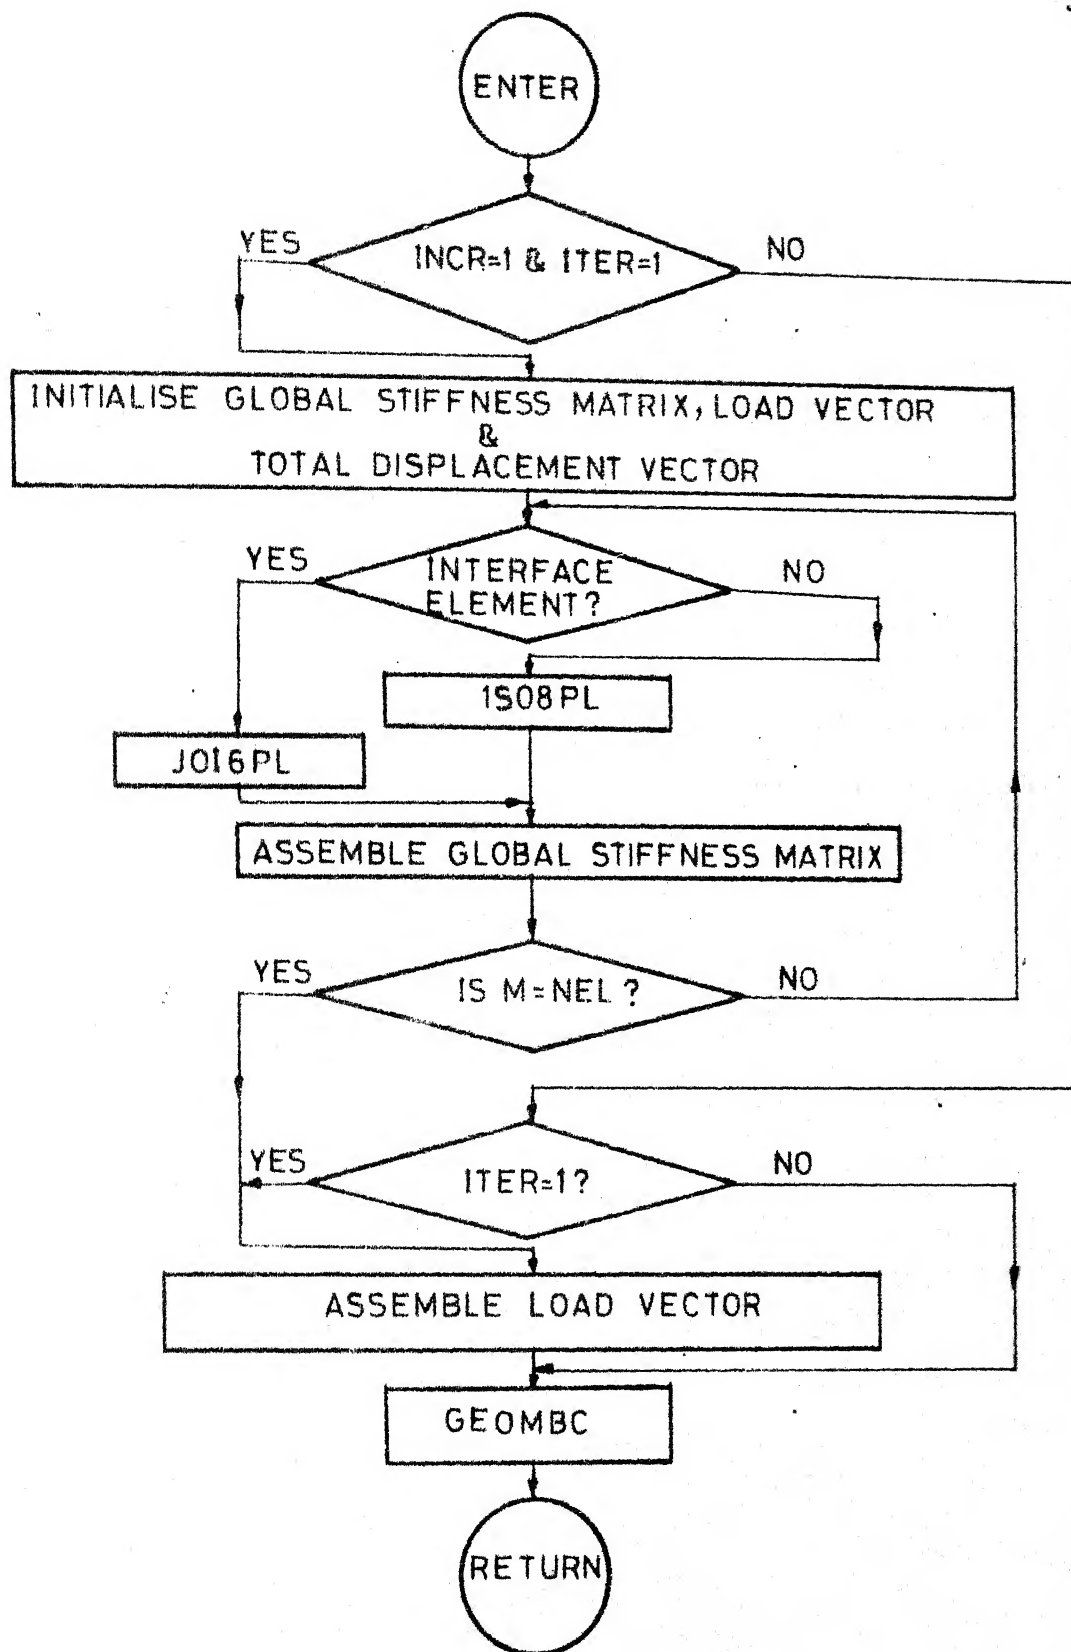 ENTER
YES
INCR=1 & ITER=1
NO
INITIALISE GLOBAL STIFFNESS MATRIX, LOAD VECTOR
&
TOTAL DISPLACEMENT VECTOR
YES
INTERFACE
ELEMENT?
NO
1S08PL
J016PL
ASSEMBLE GLOBAL STIFFNESS MATRIX
YES
IS M=NEL?
NO
YES
ITER=1?
NO
ASSEMBLE LOAD VECTOR
GEOMBC
RETURN